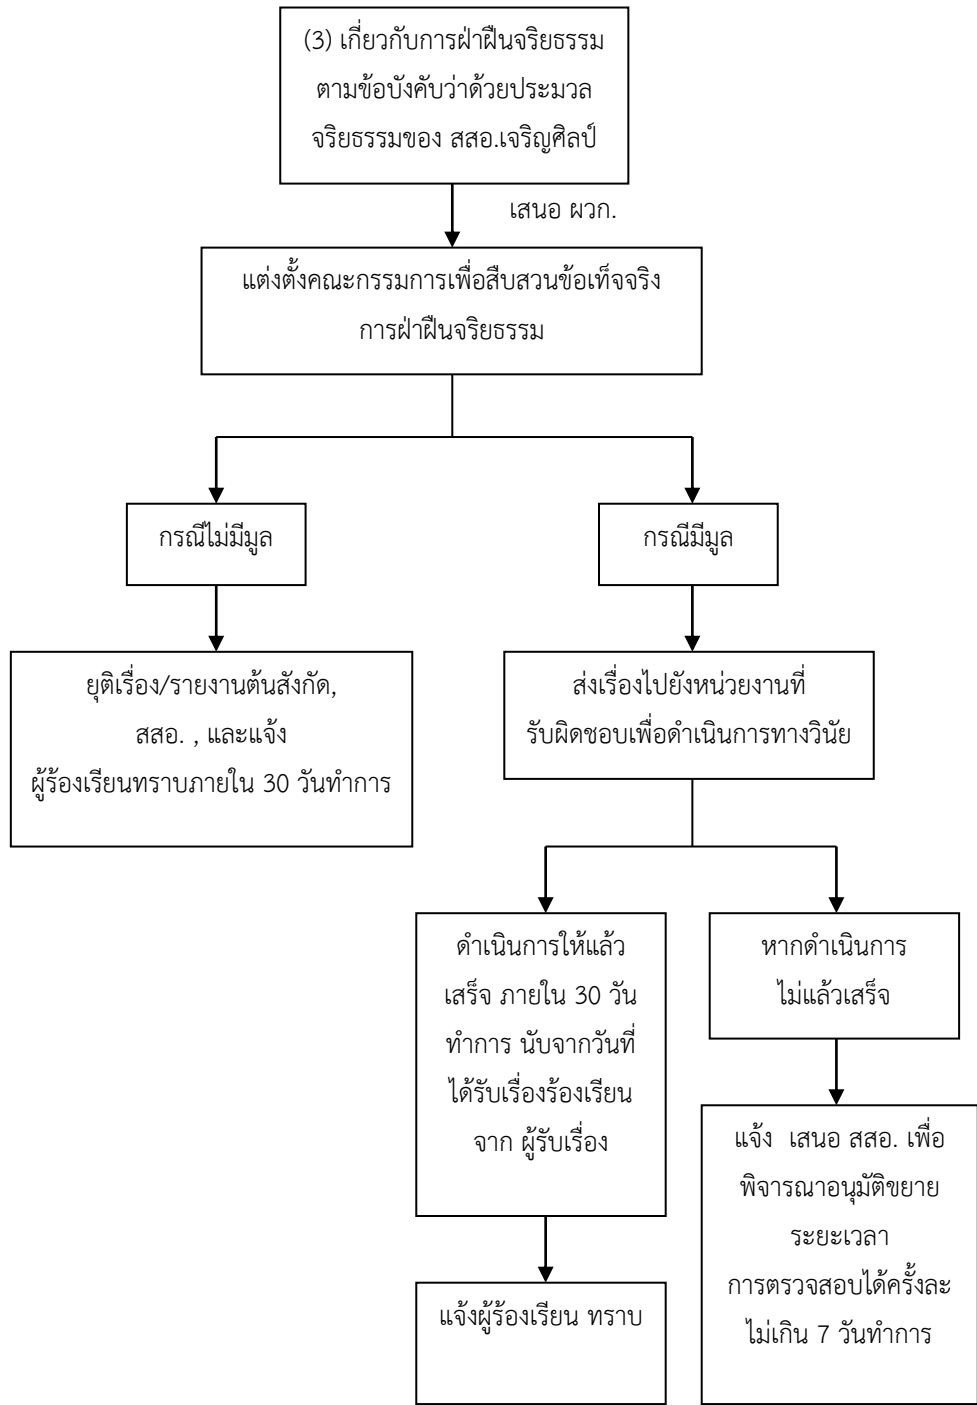 (3) เกี่ยวกับการฝ่าฝืนจริยธรรม
ตามข้อบังคับว่าด้วยประมวล
จริยธรรมของ สสอ.เจริญศิลป์
เสนอ ผวก.
แต่งตั้งคณะกรรมการเพื่อสืบสวนข้อเท็จจริง
การฝ่าฝืนจริยธรรม
กรณีไม่มีมูล
กรณีมีมูล
ยุติเรื่อง/รายงานต้นสังกัด,
สสอ. , และแจ้ง
ผู้ร้องเรียนทราบภายใน 30 วันทำการ
ส่งเรื่องไปยังหน่วยงานที่
รับผิดชอบเพื่อดำเนินการทางวินัย
ดำเนินการให้แล้ว
เสร็จ ภายใน 30 วัน
ทำการ นับจากวันที่
ได้รับเรื่องร้องเรียน
จาก ผู้รับเรื่อง
หากดำเนินการ
ไม่แล้วเสร็จ
แจ้ง เสนอ สสอ. เพื่อ
พิจารณาอนุมัติขยาย
ระยะเวลา
การตรวจสอบได้ครั้งละ
ไม่เกิน 7 วันทำการ
แจ้งผู้ร้องเรียน ทราบ